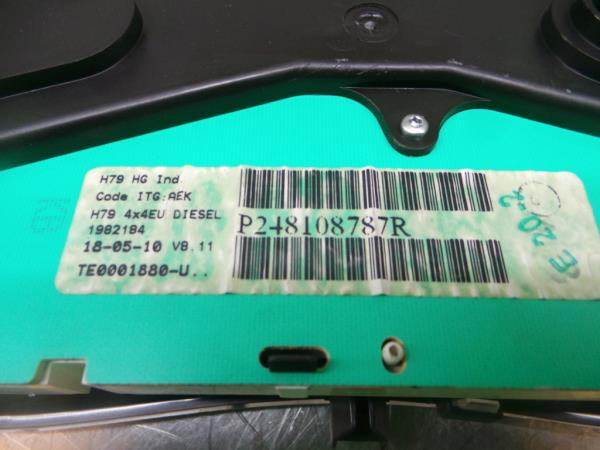 H79 HG Ind
Code ITG:AEK
H79 4x4EU DIESEL
1982184
18-05-10 V8.11
TE0001880-U..
P248108787R